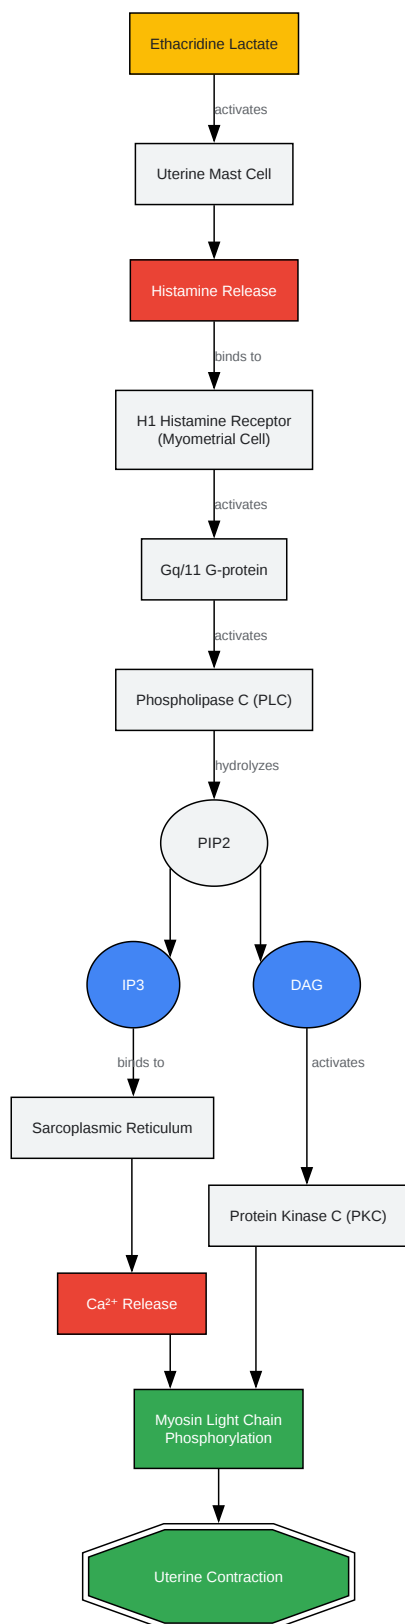 Ethacridine Lactate
activates
Uterine Mast Cell
Histamine Release
binds to
H1 Histamine Receptor
(Myometrial Cell)
activates
Gq/11 G-protein
activates
Phospholipase C (PLC)
hydrolyzes
PIP2
IP3
DAG
binds to
activates
Sarcoplasmic Reticulum
Protein Kinase C (PKC)
Ca²⁺ Release
Myosin Light Chain
Phosphorylation
Uterine Contraction